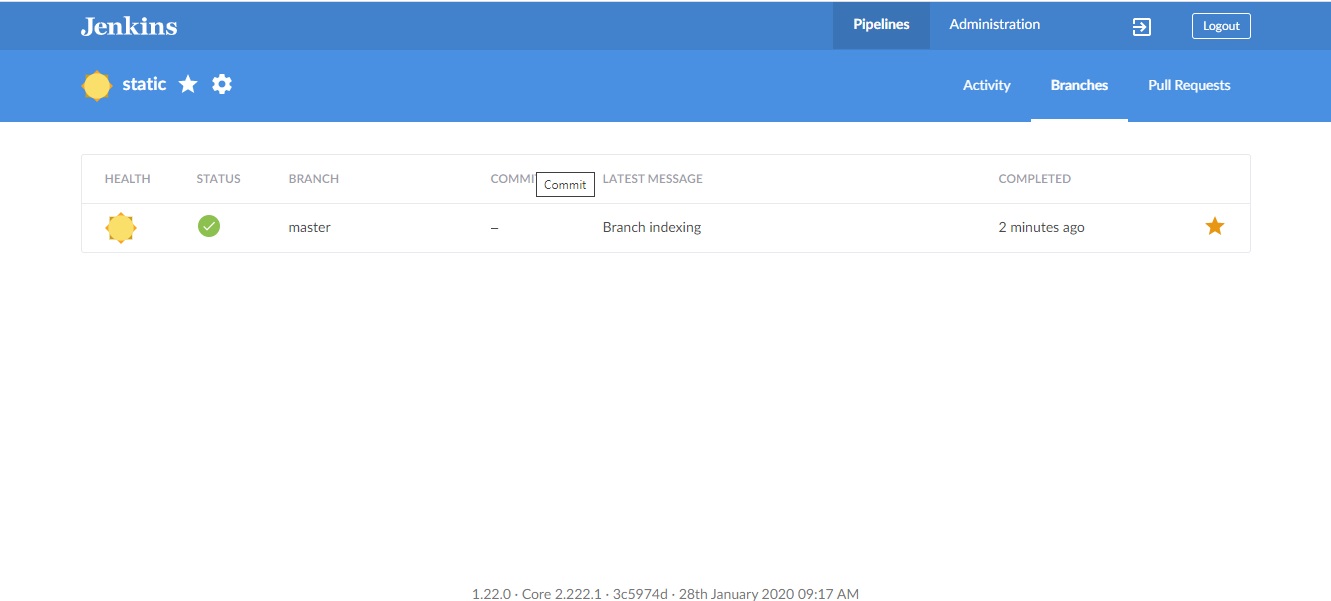 Jenkins Pipelines Administration Logout
static Activity Branches Pull Requests
HEALTH STATUS BRANCH COMMIT LATEST MESSAGE COMPLETED
Commit
master – Branch indexing 2 minutes ago
1.22.0 · Core 2.222.1 · 3c5974d · 28th January 2020 09:17 AM